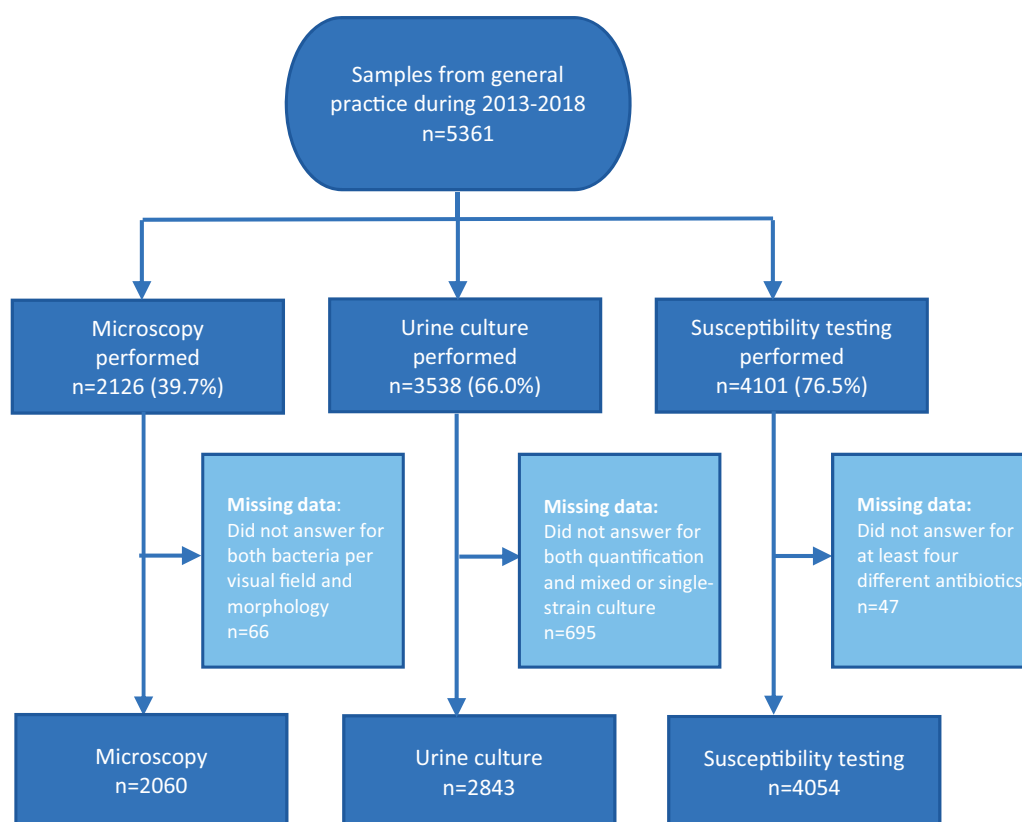 Samples from general
practice during 2013-2018
n=5361
Microscopy
performed
n=2126 (39.7%)
Urine culture
performed
n=3538 (66.0%)
Susceptibility testing
performed
n=4101 (76.5%)
Missing data:
Did not answer for
both bacteria per
visual field and
morphology
n=66
Missing data:
Did not answer for
both quantification
and mixed or single-
strain culture
n=695
Missing data:
Did not answer for
at least four
different antibiotics
n=47
Microscopy
n=2060
Urine culture
n=2843
Susceptibility testing
n=4054